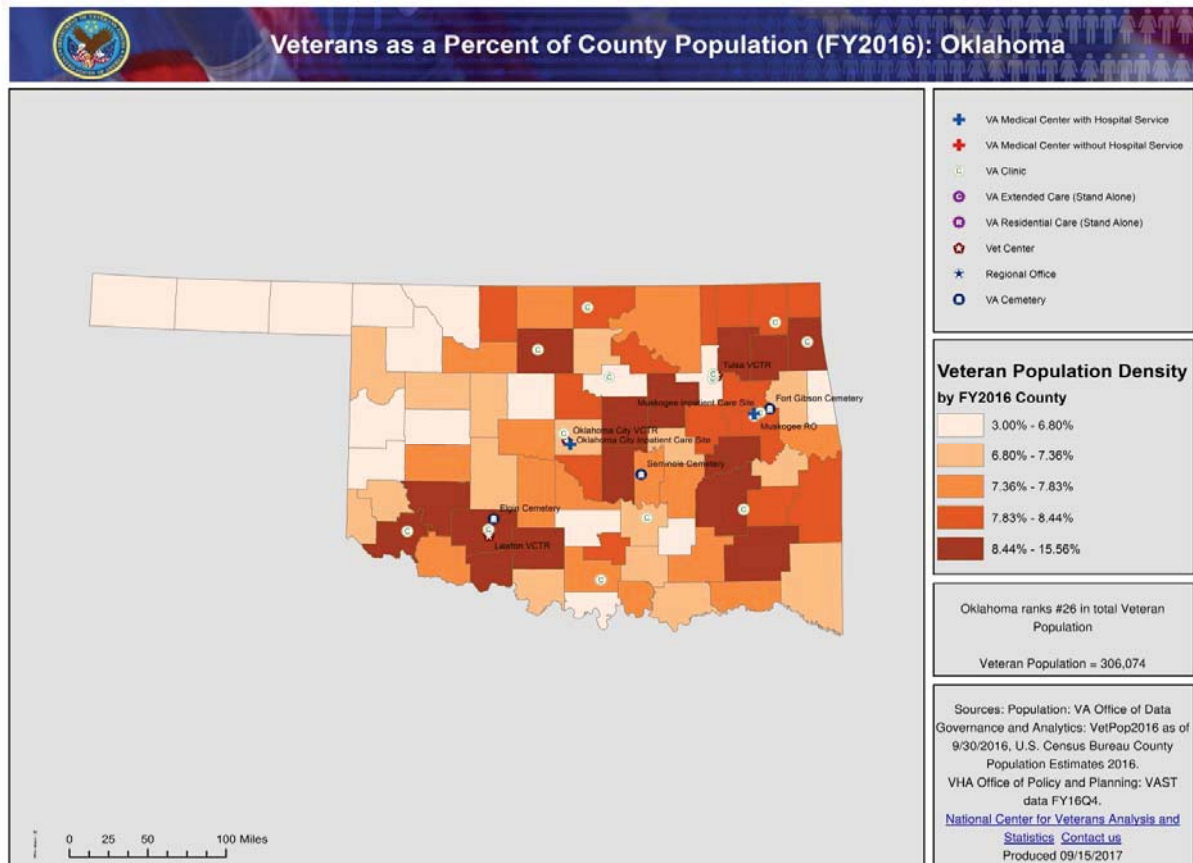 Veterans as a Percent of County Population (FY2016): Oklahoma
VA Medical Center with Hospital Service
VA Medical Center without Hospital Service
C VA Clinic
C VA Extended Care (Stand Alone)
R VA Residential Care (Stand Alone)
Vet Center
Regional Office
VA Cemetery
Veteran Population Density
by FY2016 County
3.00% - 6.80%
6.80% - 7.36%
7.36% - 7.83%
7.83% - 8.44%
8.44% - 15.56%
Oklahoma ranks #26 in total Veteran
Population
Veteran Population = 306,074
Sources: Population: VA Office of Data
Governance and Analytics: VetPop2016 as of
9/30/2016, U.S. Census Bureau County
Population Estimates 2016.
VHA Office of Policy and Planning: VAST
data FY16Q4.
National Center for Veterans Analysis and
Statistics Contact us
Produced 09/15/2017
C
C
C
C
C
Tulsa VCTR
C
Muskogee Inpatient Care Site
Fort Gibson Cemetery
Muskogee RO
C
Oklahoma City VCTR
Oklahoma City Inpatient Care Site
Seminole Cemetery
Elgin Cemetery
C
C
C
C
Lawton VCTR
C
0 25 50 100 Miles